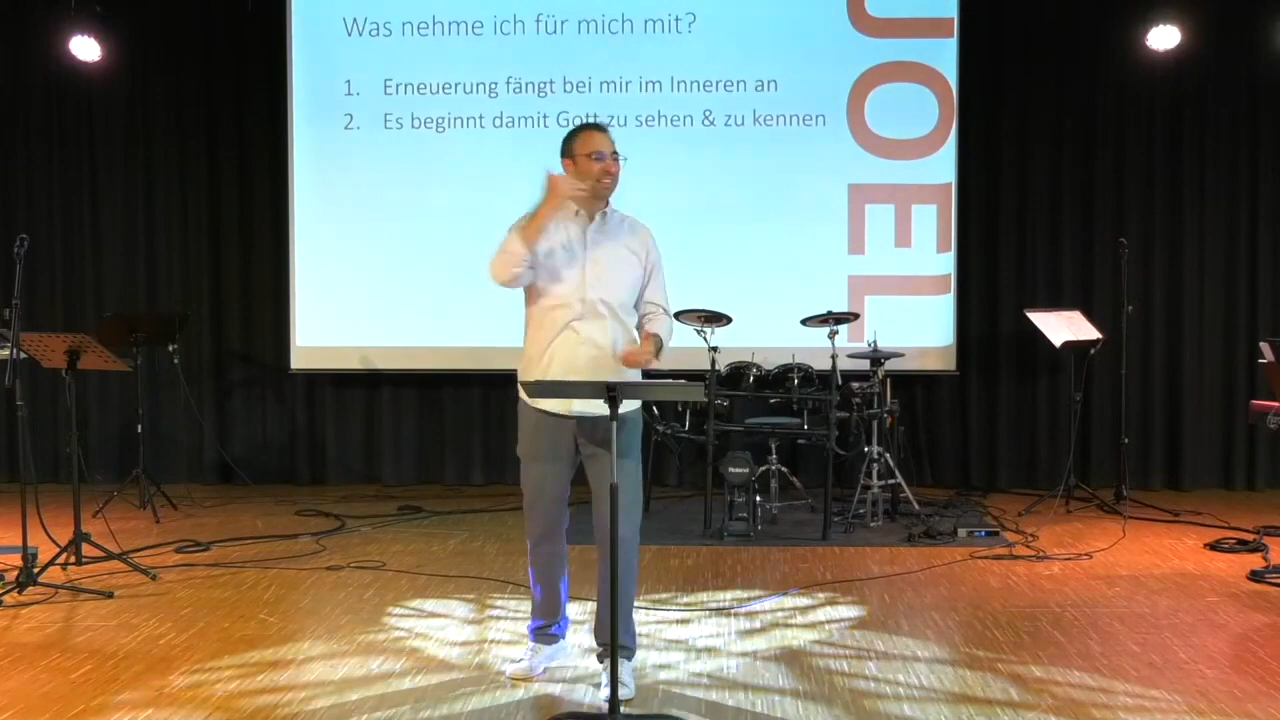 Was nehme ich für mich mit?
1. Erneuerung fängt bei mir im Inneren an
2. Es beginnt damit Gott zu sehen & zu kennen
JOEL
Roland